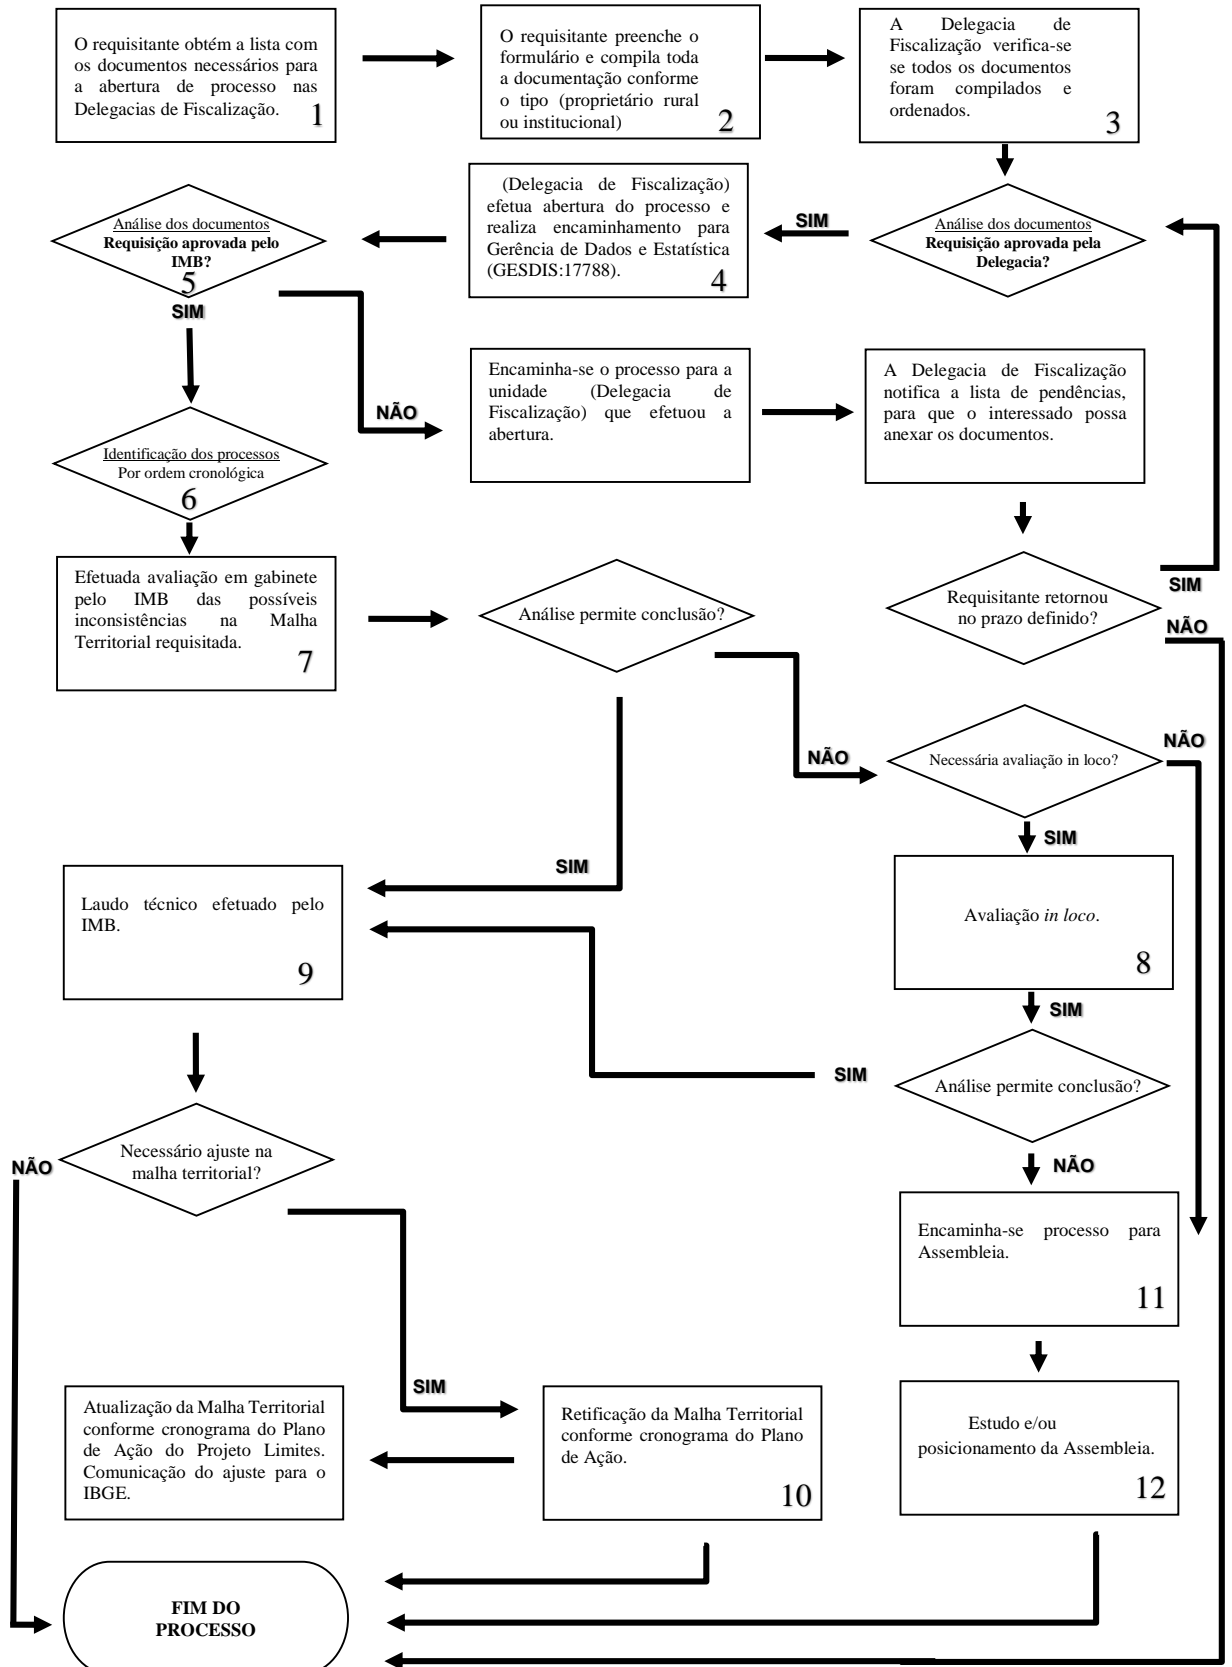 O requisitante obtém a lista com
os documentos necessários para
a abertura de processo nas
Delegacias de Fiscalização.
1
O requisitante preenche o
formulário e compila toda
a documentação conforme
o tipo (proprietário rural
ou institucional)
2
A Delegacia de
Fiscalização verifica-se
se todos os documentos
foram compilados e
ordenados.
3
Análise dos documentos
Requisição aprovada pela
Delegacia?
SIM
(Delegacia de Fiscalização)
efetua abertura do processo e
realiza encaminhamento para
Gerência de Dados e Estatística
(GESDIS:17788).
4
Análise dos documentos
Requisição aprovada pelo
IMB?
5
SIM
NÃO
Encaminha-se o processo para a
unidade (Delegacia de
Fiscalização) que efetuou a
abertura.
A Delegacia de Fiscalização
notifica a lista de pendências,
para que o interessado possa
anexar os documentos.
Identificação dos processos
Por ordem cronológica
6
Efetuada avaliação em gabinete
pelo IMB das possíveis
inconsistências na Malha
Territorial requisitada.
7
Análise permite conclusão?
Requisitante retornou
no prazo definido?
SIM
NÃO
NÃO
Necessária avaliação in loco?
NÃO
SIM
SIM
Laudo técnico efetuado pelo
IMB.
9
Avaliação in loco.
8
SIM
SIM
Análise permite conclusão?
NÃO
Necessário ajuste na
malha territorial?
NÃO
Encaminha-se processo para
Assembleia.
11
SIM
Atualização da Malha Territorial
conforme cronograma do Plano
de Ação do Projeto Limites.
Comunicação do ajuste para o
IBGE.
Retificação da Malha Territorial
conforme cronograma do Plano
de Ação.
10
Estudo e/ou
posicionamento da Assembleia.
12
FIM DO
PROCESSO